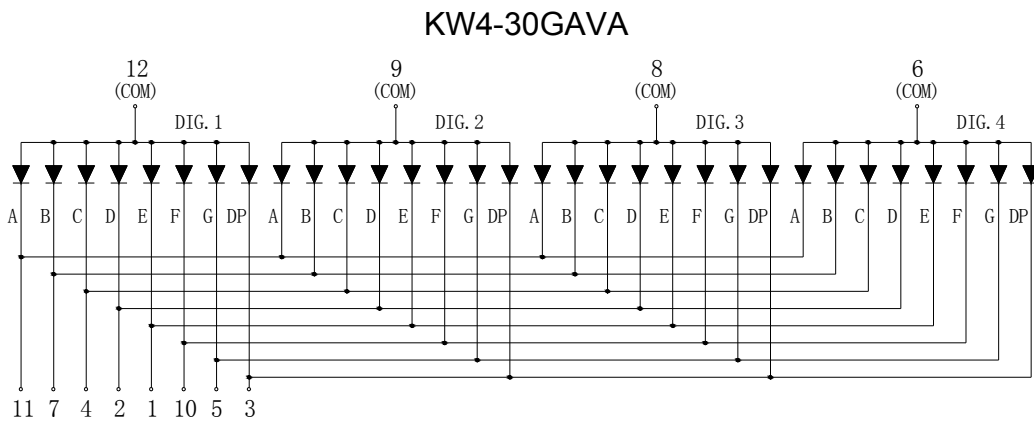 KW4-30GAVA
12 9 8 6
(COM) (COM) (COM) (COM)
DIG.1 DIG.2 DIG.3 DIG.4
A B C D E F G DP A B C D E F G DP A B C D E F G DP A B C D E F G DP
11 7 4 2 1 10 5 3